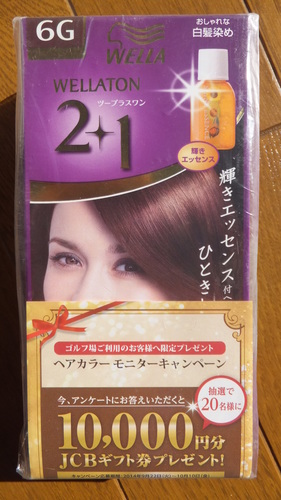 6G
WELLA
おしゃれな
白髪染め
WELLATON
ツープラスワン
2+1
輝き
エッセンス
輝きエッセンス付
ひととき
ゴルフ場ご利用のお客様へ限定プレゼント
ヘアカラー モニターキャンペーン
今、アンケートにお答えいただくと
抽選で
20名様に
10,000円分
JCBギフト券プレゼント!